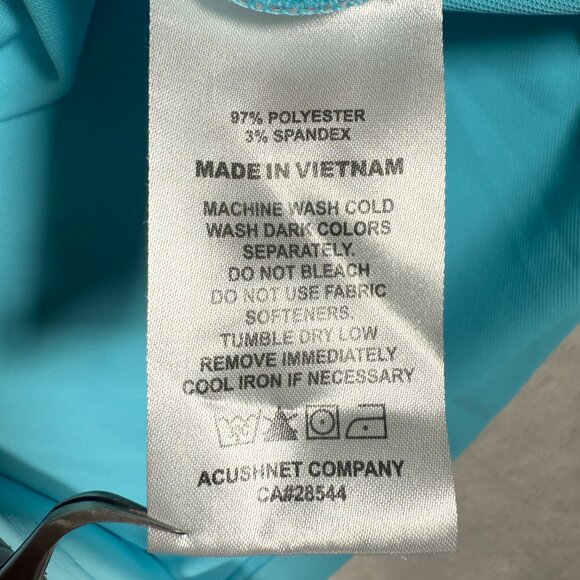 97% POLYESTER
3% SPANDEX
MADE IN VIETNAM
MACHINE WASH COLD
WASH DARK COLORS
SEPARATELY.
DO NOT BLEACH
DO NOT USE FABRIC
SOFTENERS.
TUMBLE DRY LOW
REMOVE IMMEDIATELY
COOL IRON IF NECESSARY
ACUSHNET COMPANY
CA#28544